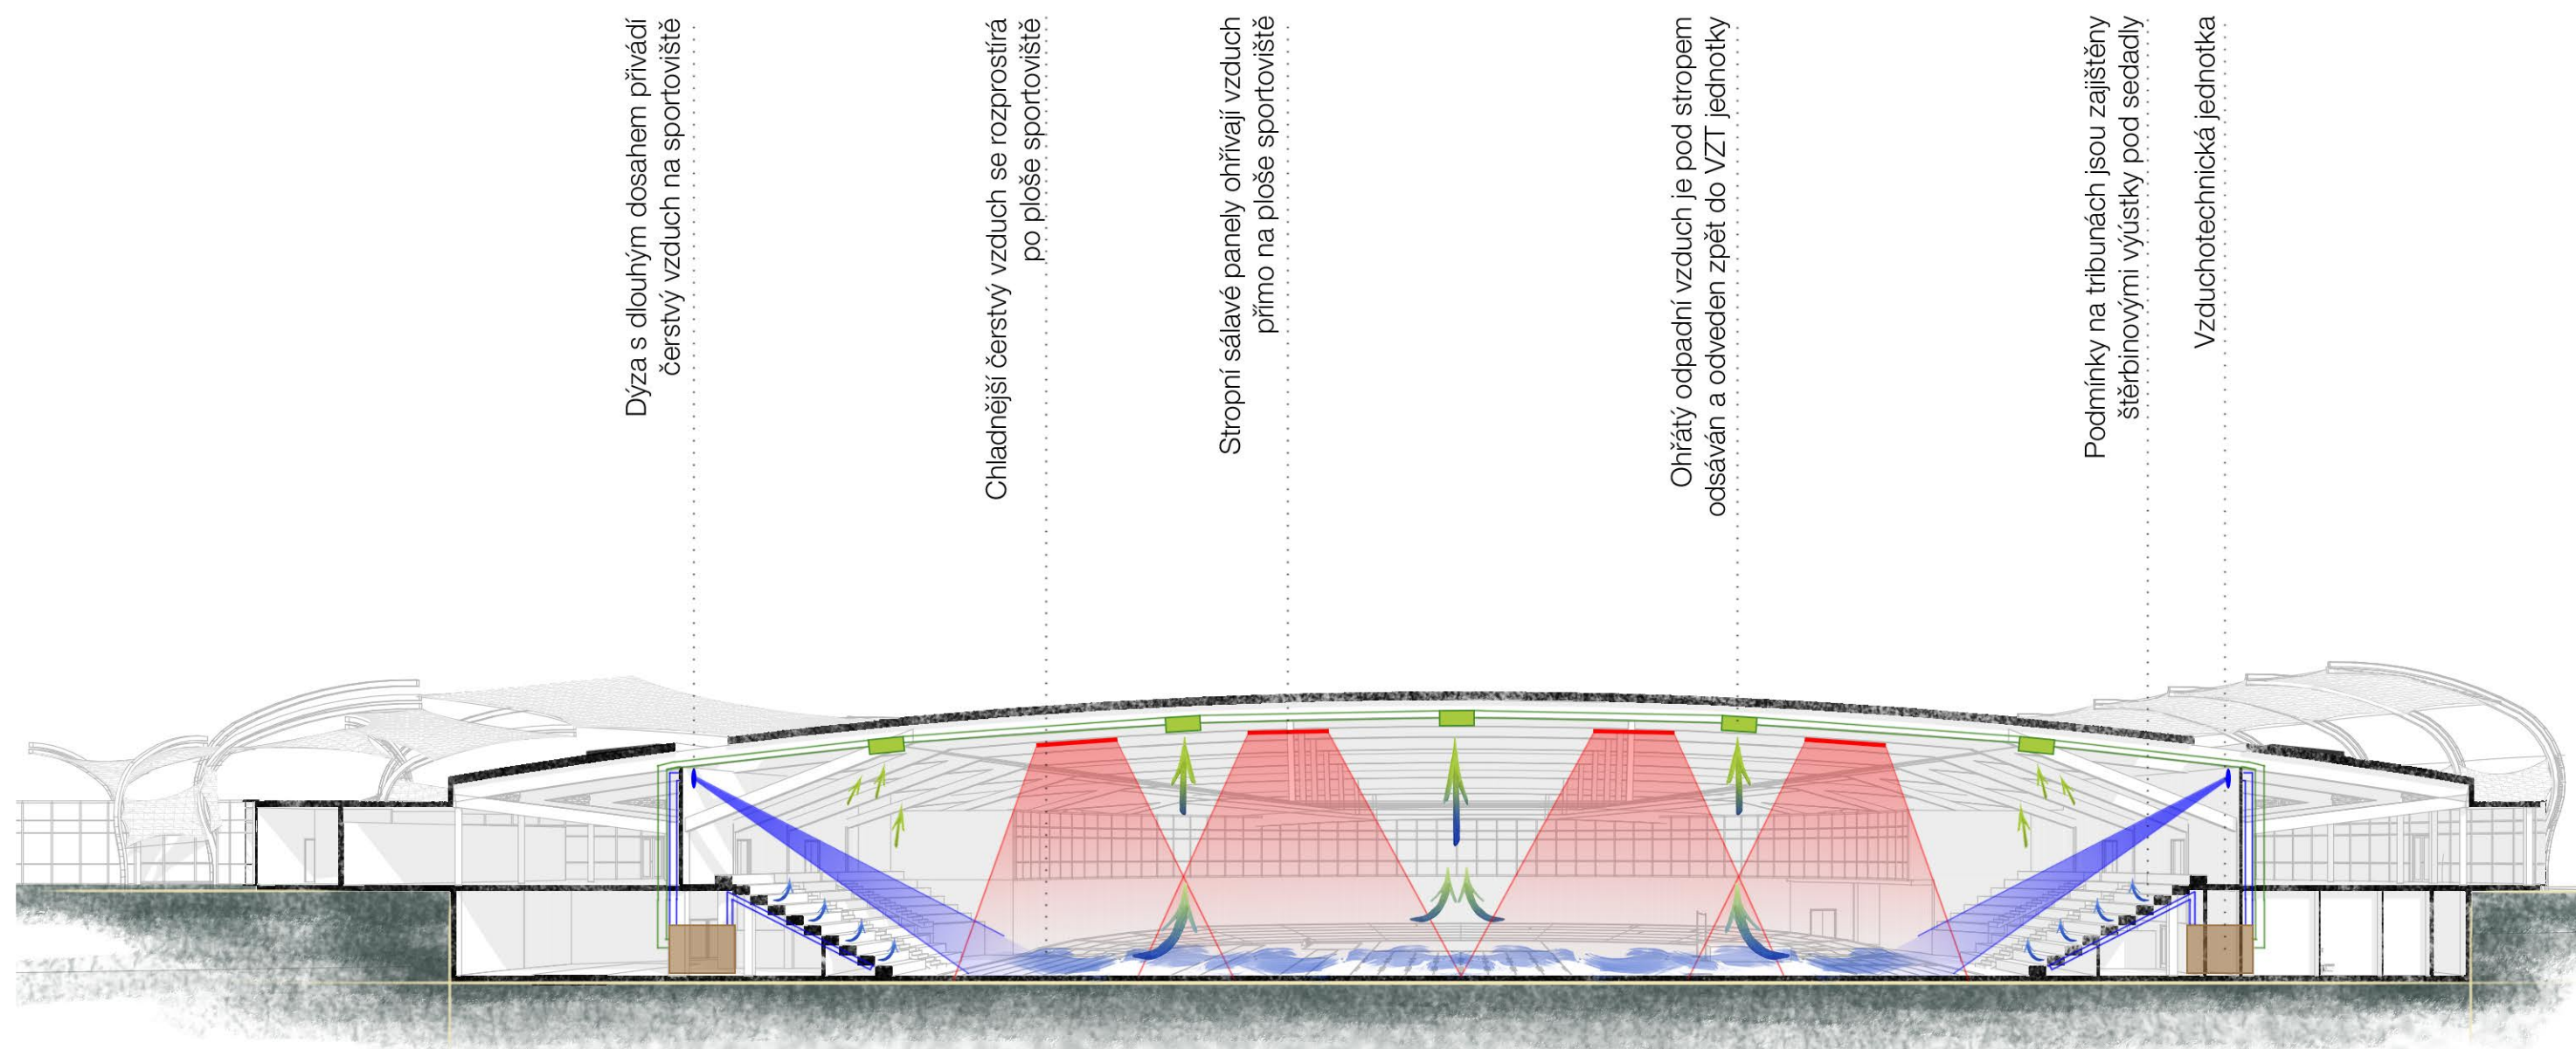 Dýza s dlouhým dosahem přivádí
čerstvý vzduch na sportoviště
Chladnější čerstvý vzduch se rozprostírá
po ploše sportoviště
Stropní sálavé panely ohřívají vzduch
přímo na ploše sportoviště
Ohřátý odpadní vzduch je pod stropem
odsáván a odveden zpět do VZT jednotky
Podmínky na tribunách jsou zajištěny
štěrbinovými výústky pod sedadly
Vzduchotechnická jednotka